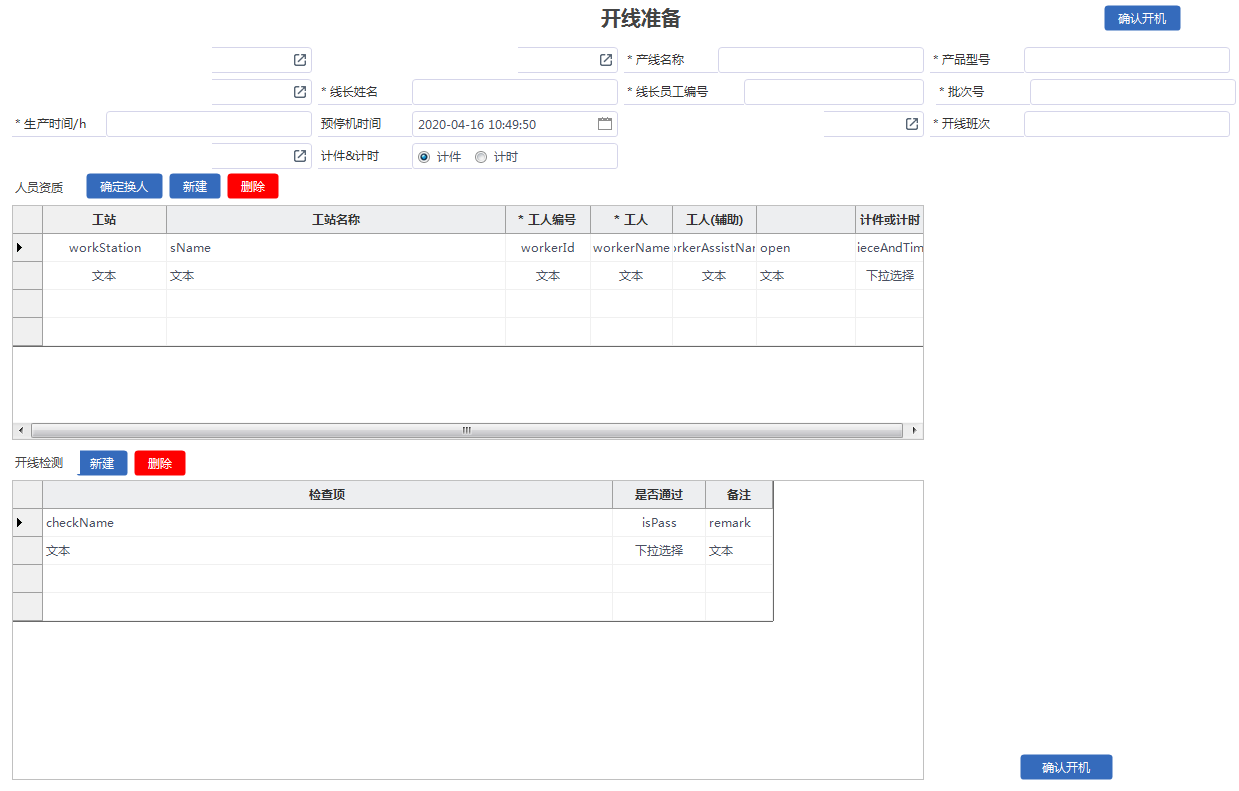 开线准备
确认开机
* 产线名称
* 产品型号
* 线长姓名
* 线长员工编号
* 批次号
* 生产时间/h
预停机时间
2020-04-16 10:49:50
* 开线班次
计件&计时
计件
计时
人员资质
确定换人
新建
删除
工站
工站名称
* 工人编号
* 工人
工人(辅助)
计件或计时
workStation
sName
workerId
workerName
rkerAssistNar
open
ieceAndTim
文本
文本
文本
文本
文本
文本
下拉选择
开线检测
新建
删除
检查项
是否通过
备注
checkName
isPass
remark
文本
下拉选择
文本
确认开机